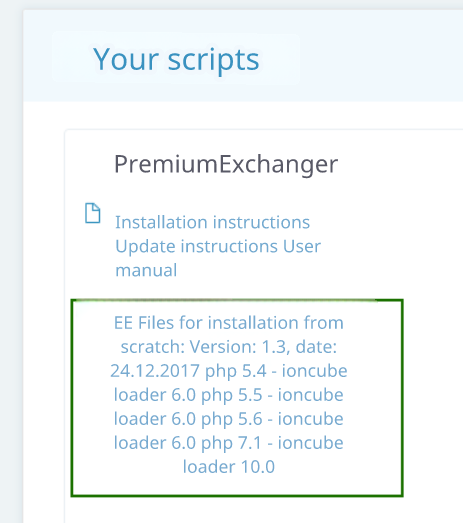 Your scripts
PremiumExchanger
Installation instructions
Update instructions User
manual
EE Files for installation from
scratch: Version: 1.3, date:
24.12.2017 php 5.4 - ioncube
loader 6.0 php 5.5 - ioncube
loader 6.0 php 5.6 - ioncube
loader 6.0 php 7.1 - ioncube
loader 10.0